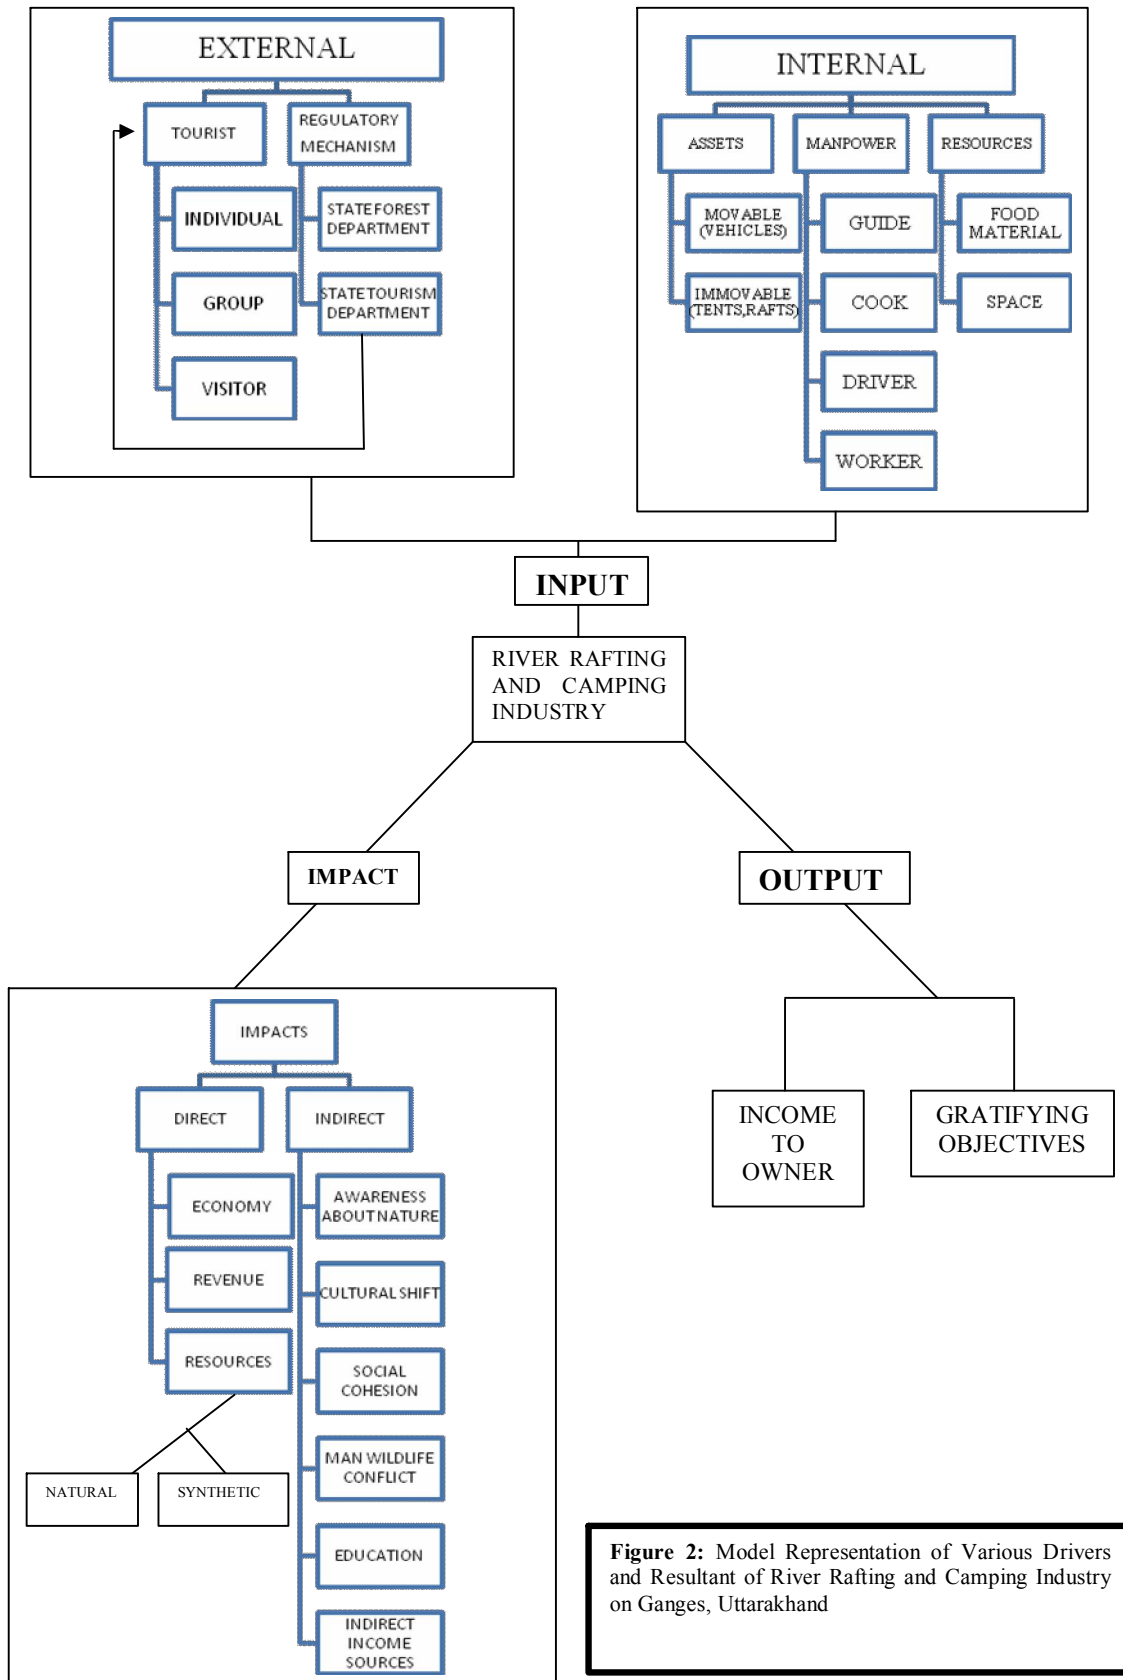 EXTERNAL
TOURIST
REGULATORY
MECHANISM
INDIVIDUAL
STATE FOREST
DEPARTMENT
GROUP
STATE TOURISM
DEPARTMENT
VISITOR
INTERNAL
ASSETS
MANPOWER
RESOURCES
MOVABLE
(VEHICLES)
GUIDE
FOOD
MATERIAL
IMMOVABLE
(TENTS,RAFTS)
COOK
SPACE
DRIVER
WORKER
INPUT
RIVER RAFTING
AND CAMPING
INDUSTRY
IMPACT
OUTPUT
IMPACTS
DIRECT
INDIRECT
ECONOMY
REVENUE
RESOURCES
NATURAL
SYNTHETIC
AWARENESS
ABOUT NATURE
CULTURAL SHIFT
SOCIAL
COHESION
MAN WILDLIFE
CONFLICT
EDUCATION
INDIRECT
INCOME
SOURCES
INCOME
TO
OWNER
GRATIFYING
OBJECTIVES
Figure 2: Model Representation of Various Drivers
and Resultant of River Rafting and Camping Industry
on Ganges, Uttarakhand